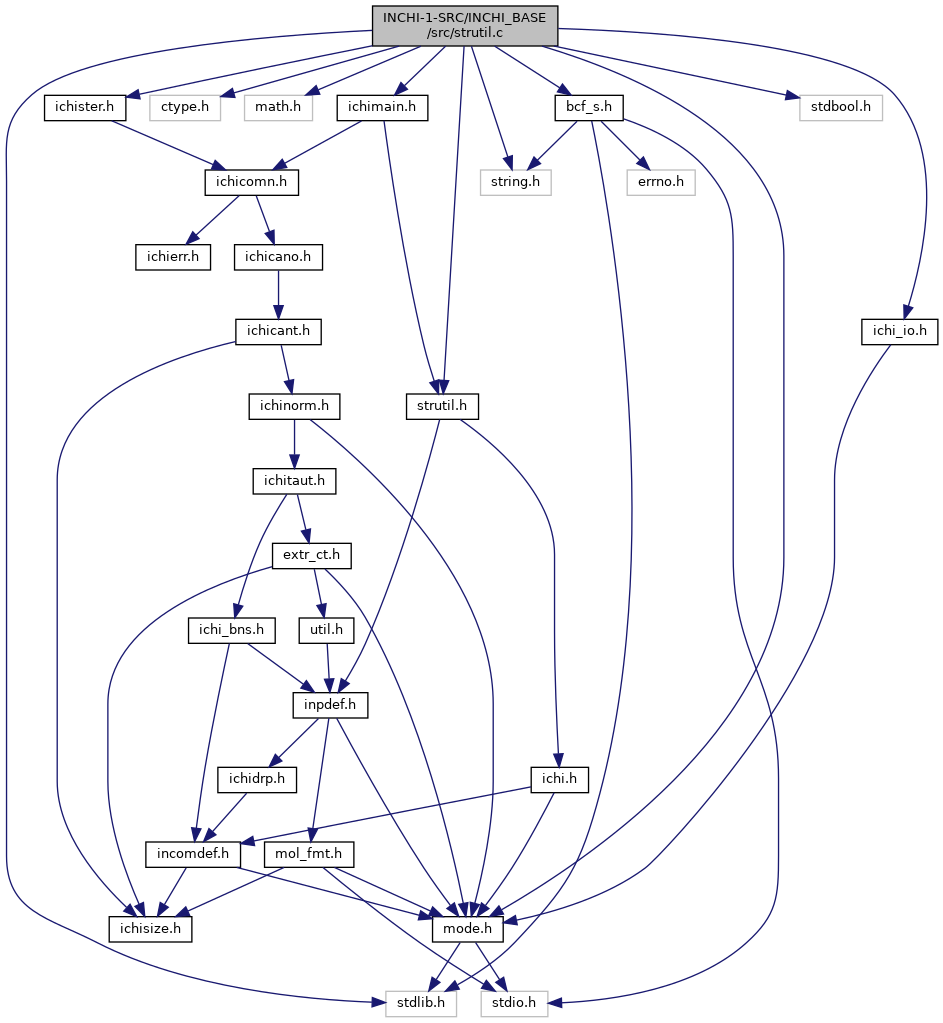 INCHI-1-SRC/INCHI_BASE
/src/strutil.c
ichister.h
ctype.h
math.h
ichimain.h
bcf_s.h
stdbool.h
ichicomn.h
string.h
errno.h
ichierr.h
ichicano.h
ichicant.h
ichi_io.h
ichinorm.h
strutil.h
ichitaut.h
extr_ct.h
ichi_bns.h
util.h
inpdef.h
ichidrp.h
ichi.h
incomdef.h
mol_fmt.h
ichisize.h
mode.h
stdlib.h
stdio.h